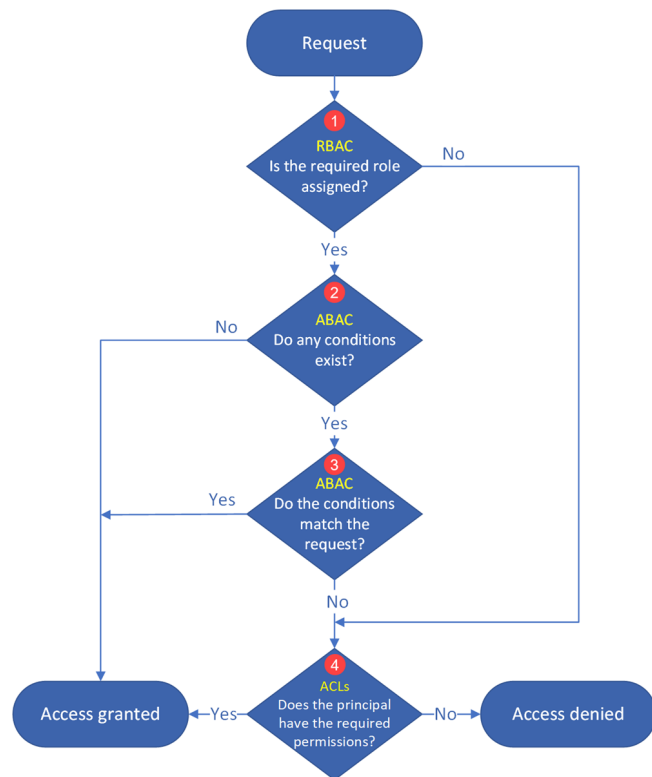 Request
1
RBAC
Is the required role
assigned?
No
Yes
2
ABAC
Do any conditions
exist?
No
Yes
3
ABAC
Do the conditions
match the
request?
Yes
No
4
ACLs
Does the principal
have the required
permissions?
Access granted
Yes
No
Access denied